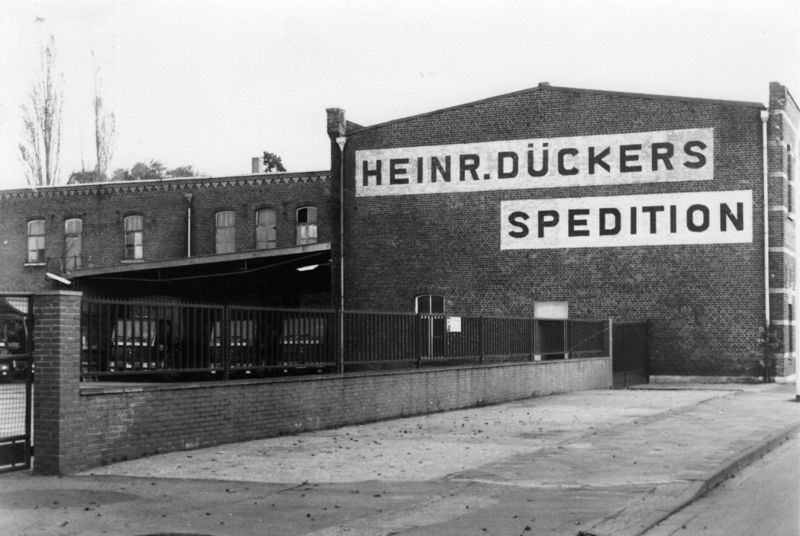 HEINR. DÜCKERS
SPEDITION